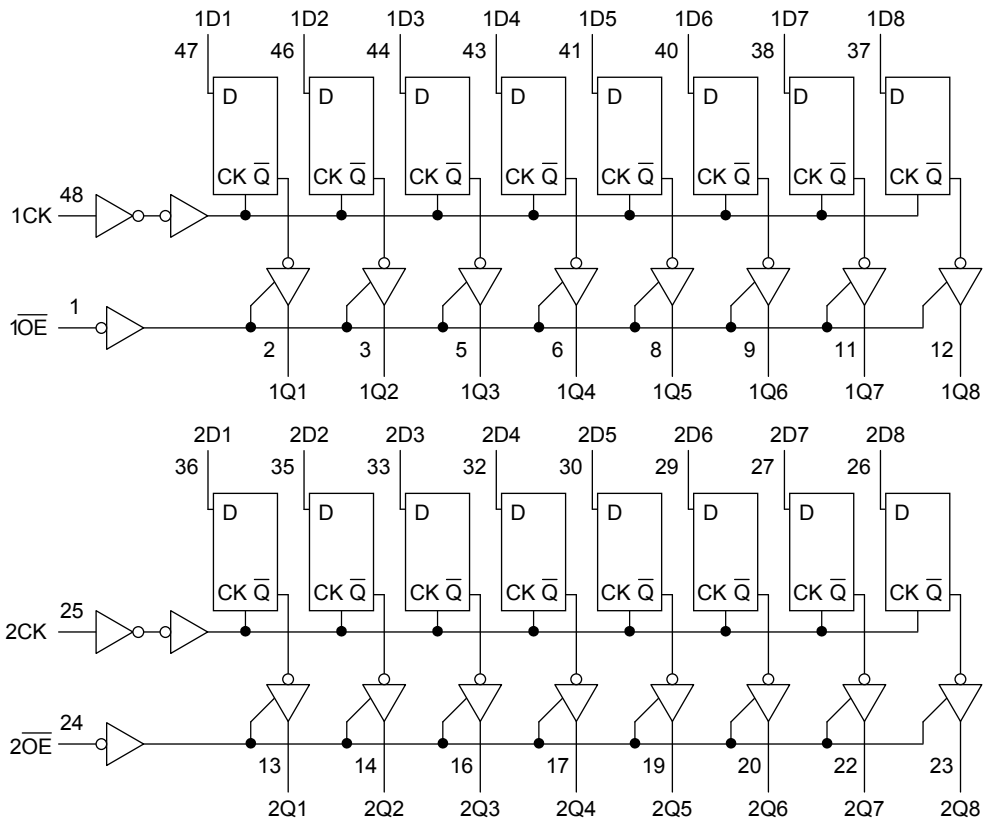 1D1 1D2 1D3 1D4 1D5 1D6 1D7 1D8
47 46 44 43 41 40 38 37
D D D D D D D D
CK Q̅ CK Q̅ CK Q̅ CK Q̅ CK Q̅ CK Q̅ CK Q̅ CK Q̅
48
1CK
1
1O̅E̅
2 3 5 6 8 9 11 12
1Q1 1Q2 1Q3 1Q4 1Q5 1Q6 1Q7 1Q8
2D1 2D2 2D3 2D4 2D5 2D6 2D7 2D8
36 35 33 32 30 29 27 26
D D D D D D D D
CK Q̅ CK Q̅ CK Q̅ CK Q̅ CK Q̅ CK Q̅ CK Q̅ CK Q̅
25
2CK
24
2O̅E̅
13 14 16 17 19 20 22 23
2Q1 2Q2 2Q3 2Q4 2Q5 2Q6 2Q7 2Q8